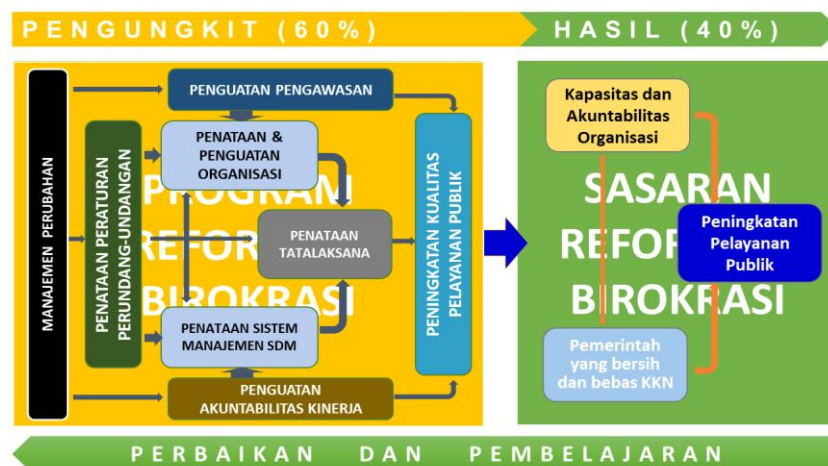 PENGUNGKIT (60%)
HASIL (40%)
MANAJEMEN PERUBAHAN
PENATAAN PERATURAN
PERUNDANG-UNDANGAN
PENGUATAN PENGAWASAN
PENATAAN &
PENGUATAN
ORGANISASI
PENATAAN
TATALAKSANA
PENATAAN SISTEM
MANAJEMEN SDM
PENGUATAN
AKUNTABILITAS KINERJA
PENINGKATAN KUALITAS
PELAYANAN PUBLIK
PROGRAM
REFOR
BIROKRASI
Kapasitas dan
Akuntabilitas
Organisasi
SASARAN
REFOR
BIROKRASI
Peningkatan
Pelayanan
Publik
Pemerintah
yang bersih
dan bebas KKN
PERBAIKAN DAN PEMBELAJARAN